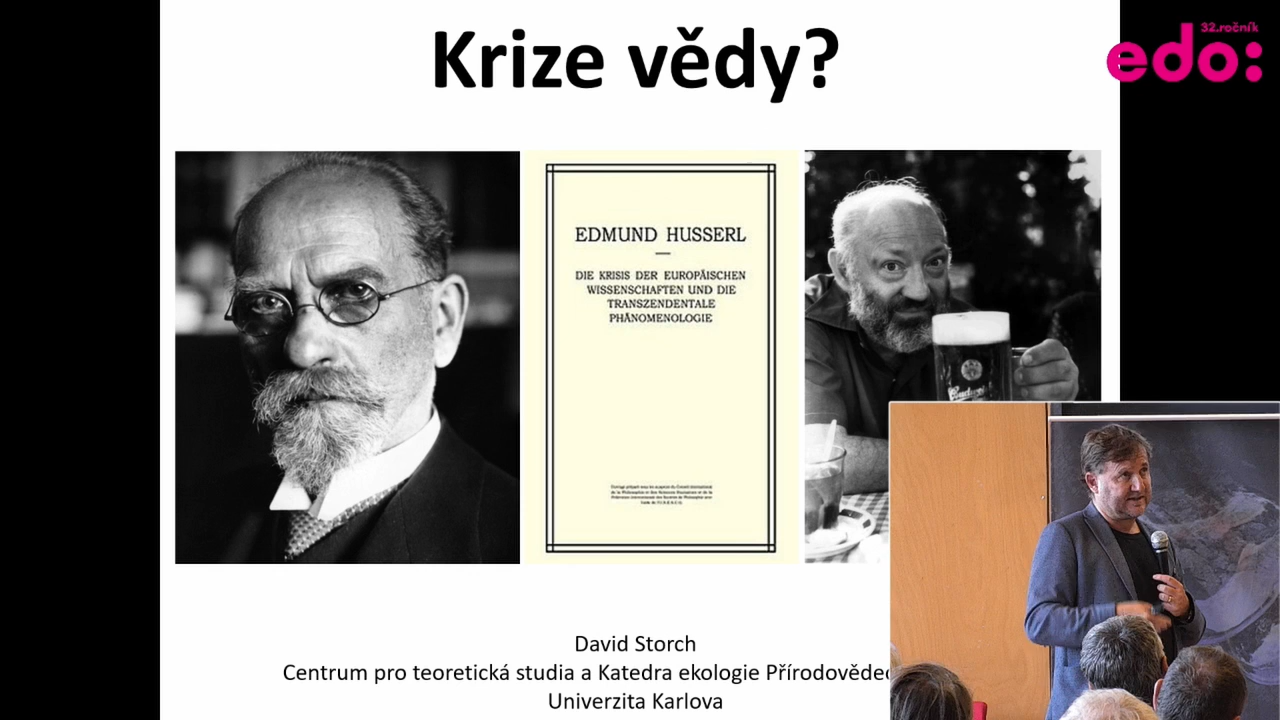 Krize vědy?
32.ročník
edo:
EDMUND HUSSERL
DIE KRISIS DER EUROPÄISCHEN
WISSENSCHAFTEN UND DIE
TRANSZENDENTALE
PHÄNOMENOLOGIE
David Storch
Centrum pro teoretická studia a Katedra ekologie
Univerzita Karlova